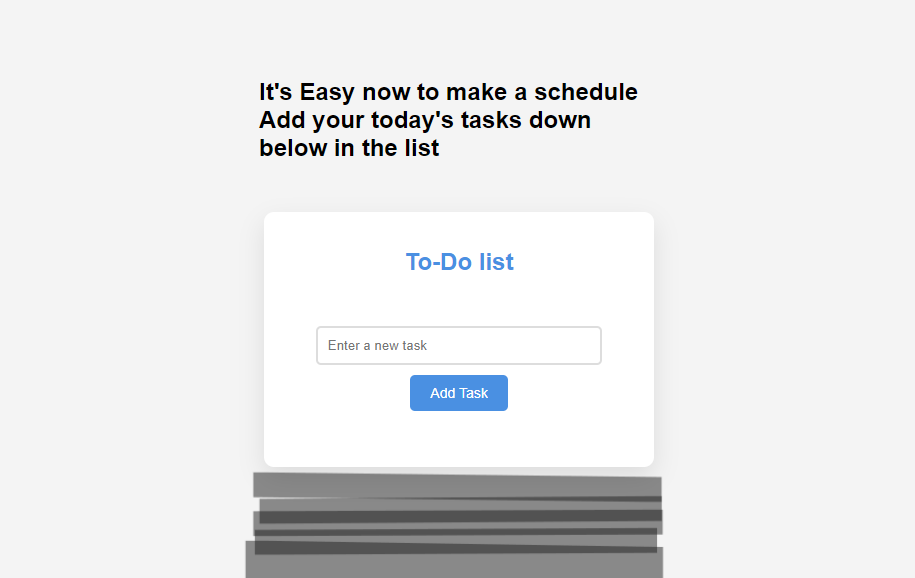 It's Easy now to make a schedule
Add your today's tasks down
below in the list
To-Do list
Enter a new task
Add Task